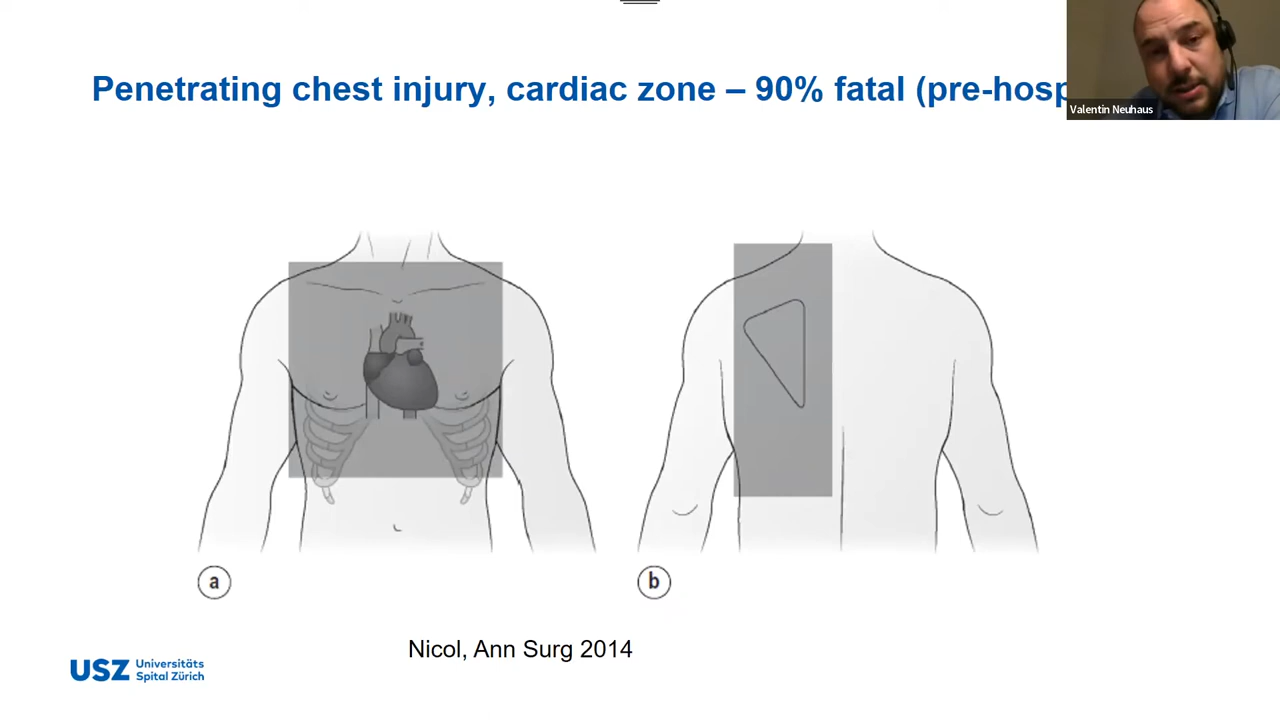 Penetrating chest injury, cardiac zone – 90% fatal (pre-hosp
Valentin Neuhaus
a
b
Nicol, Ann Surg 2014
USZ Universitäts
Spital Zürich